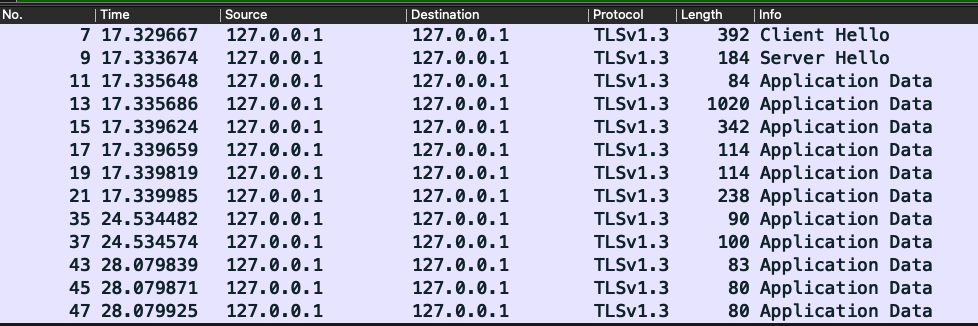 No. Time Source Destination Protocol Length Info
7 17.329667 127.0.0.1 127.0.0.1 TLSv1.3 392 Client Hello
9 17.333674 127.0.0.1 127.0.0.1 TLSv1.3 184 Server Hello
11 17.335648 127.0.0.1 127.0.0.1 TLSv1.3 84 Application Data
13 17.335686 127.0.0.1 127.0.0.1 TLSv1.3 1020 Application Data
15 17.339624 127.0.0.1 127.0.0.1 TLSv1.3 342 Application Data
17 17.339659 127.0.0.1 127.0.0.1 TLSv1.3 114 Application Data
19 17.339819 127.0.0.1 127.0.0.1 TLSv1.3 114 Application Data
21 17.339985 127.0.0.1 127.0.0.1 TLSv1.3 238 Application Data
35 24.534482 127.0.0.1 127.0.0.1 TLSv1.3 90 Application Data
37 24.534574 127.0.0.1 127.0.0.1 TLSv1.3 100 Application Data
43 28.079839 127.0.0.1 127.0.0.1 TLSv1.3 83 Application Data
45 28.079871 127.0.0.1 127.0.0.1 TLSv1.3 80 Application Data
47 28.079925 127.0.0.1 127.0.0.1 TLSv1.3 80 Application Data